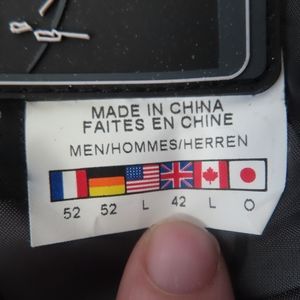 MADE IN CHINA
FAITES EN CHINE
MEN/HOMMES/HERREN
52 52 L 42 L O